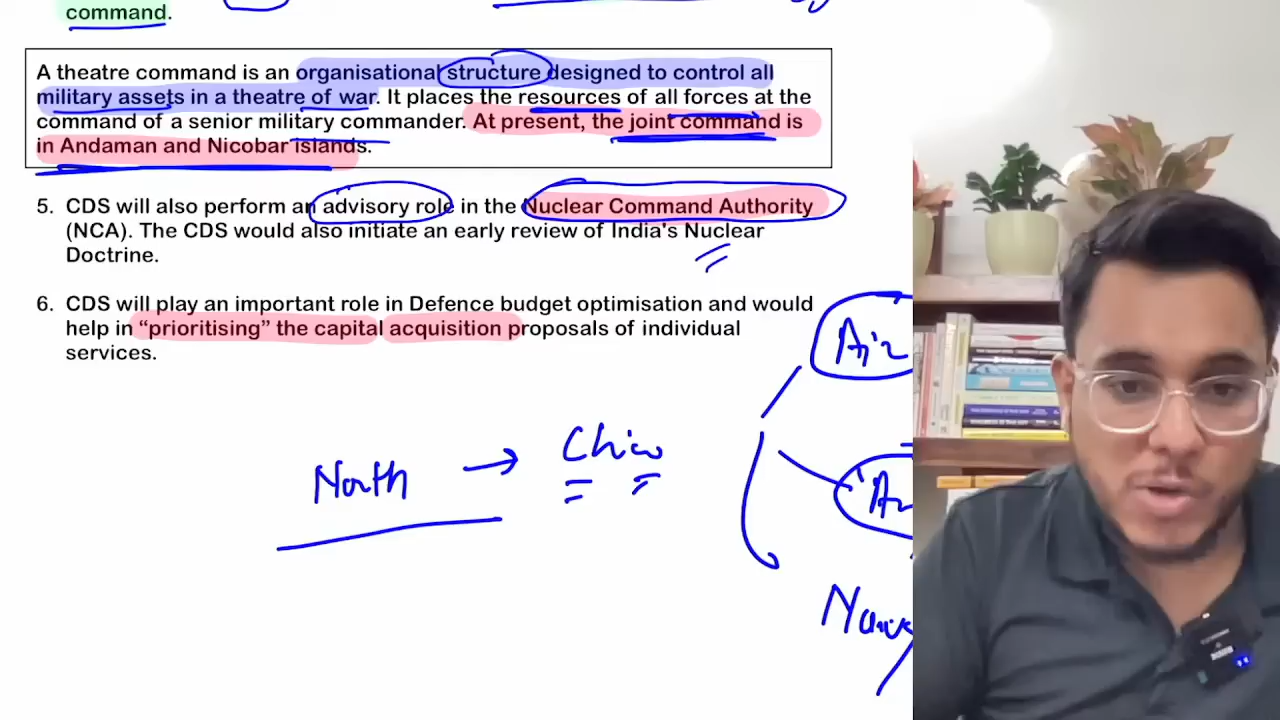 command.
A theatre command is an organisational structure designed to control all
military assets in a theatre of war. It places the resources of all forces at the
command of a senior military commander. At present, the joint command is
in Andaman and Nicobar islands.
5. CDS will also perform an advisory role in the Nuclear Command Authority
(NCA). The CDS would also initiate an early review of India's Nuclear
Doctrine.
6. CDS will play an important role in Defence budget optimisation and would
help in “prioritising” the capital acquisition proposals of individual
services.
Air
North → China